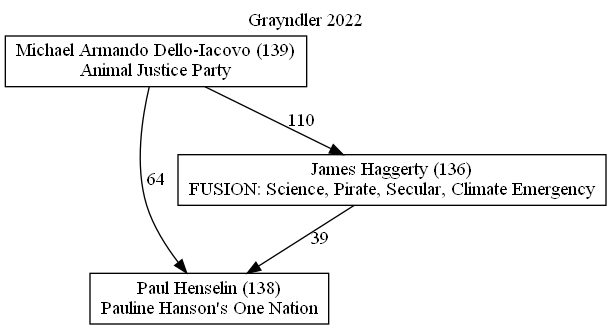 Grayndler 2022
Michael Armando Dello-Iacovo (139)
Animal Justice Party
110
James Haggerty (136)
FUSION: Science, Pirate, Secular, Climate Emergency
64
39
Paul Henselin (138)
Pauline Hanson's One Nation